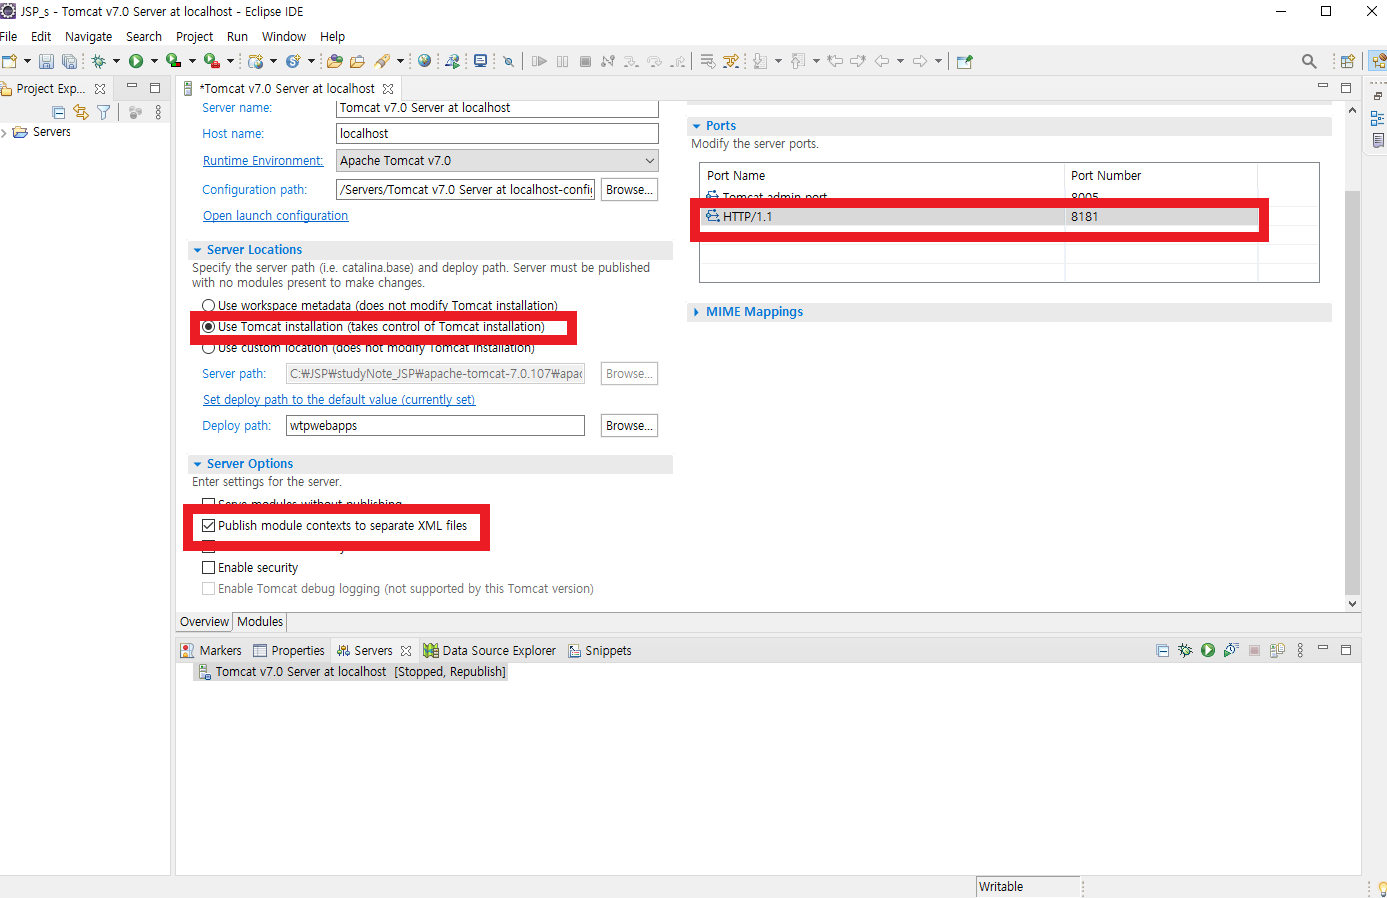 JSP_s - Tomcat v7.0 Server at localhost - Eclipse IDE
File Edit Navigate Search Project Run Window Help
Project Exp...
Servers
*Tomcat v7.0 Server at localhost
Server name: Tomcat v7.0 Server at localhost
Host name: localhost
Runtime Environment: Apache Tomcat v7.0
Configuration path: /Servers/Tomcat v7.0 Server at localhost-config Browse...
Open launch configuration
Server Locations
Specify the server path (i.e. catalina.base) and deploy path. Server must be published
with no modules present to make changes.
Use workspace metadata (does not modify Tomcat installation)
Use Tomcat installation (takes control of Tomcat installation)
Use custom location (does not modify Tomcat installation)
Server path: C:₩JSP₩studyNote_JSP₩apache-tomcat-7.0.107₩apac Browse...
Set deploy path to the default value (currently set)
Deploy path: wtpwebapps Browse...
Server Options
Enter settings for the server.
Serve modules without publishing
Publish module contexts to separate XML files
Enable security
Enable Tomcat debug logging (not supported by this Tomcat version)
Ports
Modify the server ports.
Port Name Port Number
Tomcat admin port 8005
HTTP/1.1 8181
MIME Mappings
Overview Modules
Markers Properties Servers Data Source Explorer Snippets
Tomcat v7.0 Server at localhost [Stopped, Republish]
Writable